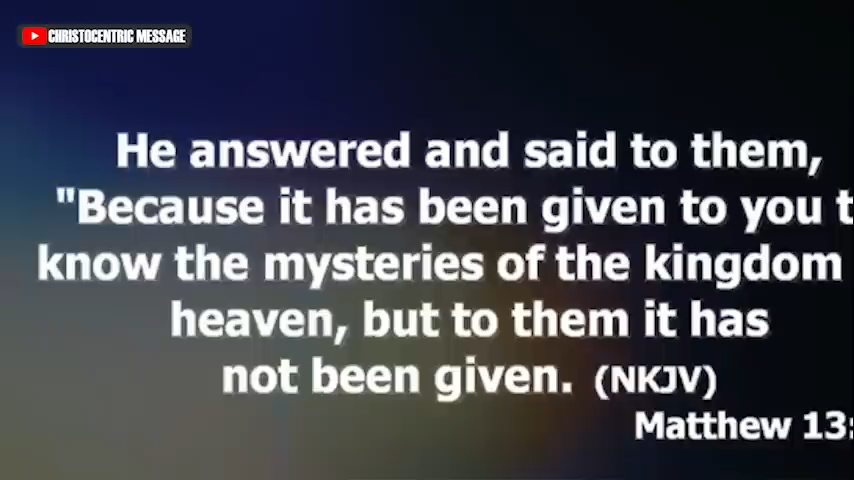 CHRISTOCENTRIC MESSAGE
He answered and said to them,
"Because it has been given to you t
know the mysteries of the kingdom
heaven, but to them it has
not been given. (NKJV)
Matthew 13: